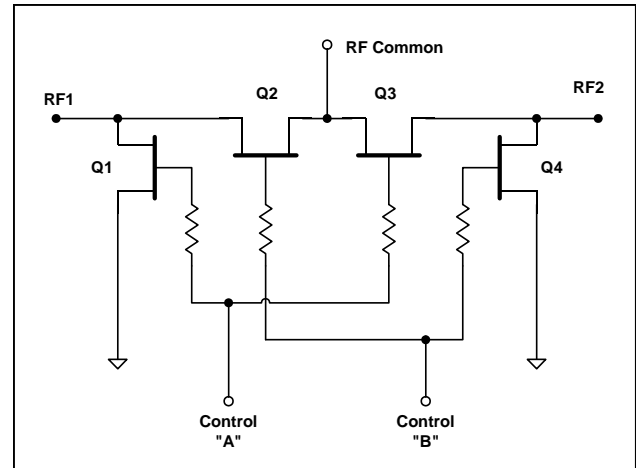 RF Common
RF1
Q2
Q3
RF2
Q1
Q4
Control
"A"
Control
"B"